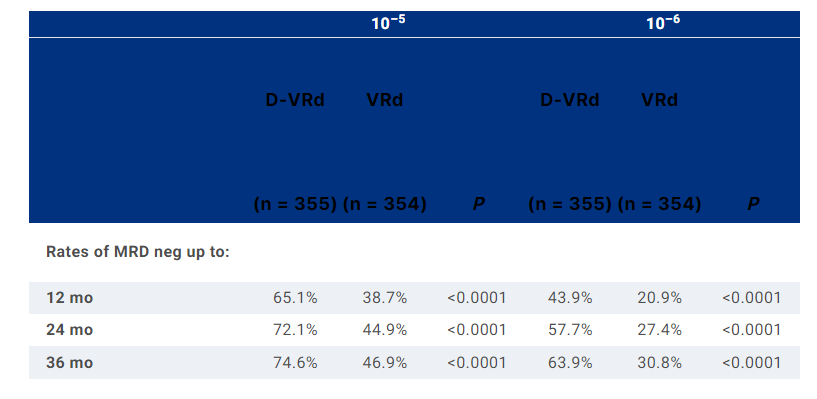 10⁻⁵ 10⁻⁶
D-VRd VRd D-VRd VRd
(n = 355) (n = 354) P (n = 355) (n = 354) P
Rates of MRD neg up to:
12 mo 65.1% 38.7% <0.0001 43.9% 20.9% <0.0001
24 mo 72.1% 44.9% <0.0001 57.7% 27.4% <0.0001
36 mo 74.6% 46.9% <0.0001 63.9% 30.8% <0.0001